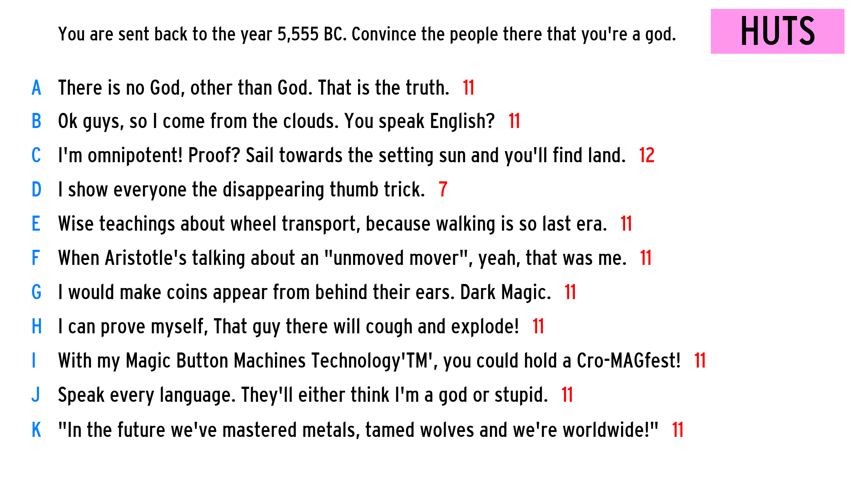 You are sent back to the year 5,555 BC. Convince the people there that you're a god.
HUTS
A There is no God, other than God. That is the truth. 11
B Ok guys, so I come from the clouds. You speak English? 11
C I'm omnipotent! Proof? Sail towards the setting sun and you'll find land. 12
D I show everyone the disappearing thumb trick. 7
E Wise teachings about wheel transport, because walking is so last era. 11
F When Aristotle's talking about an "unmoved mover", yeah, that was me. 11
G I would make coins appear from behind their ears. Dark Magic. 11
H I can prove myself, That guy there will cough and explode! 11
I With my Magic Button Machines Technology'TM', you could hold a Cro-MAGfest! 11
J Speak every language. They'll either think I'm a god or stupid. 11
K "In the future we've mastered metals, tamed wolves and we're worldwide!" 11